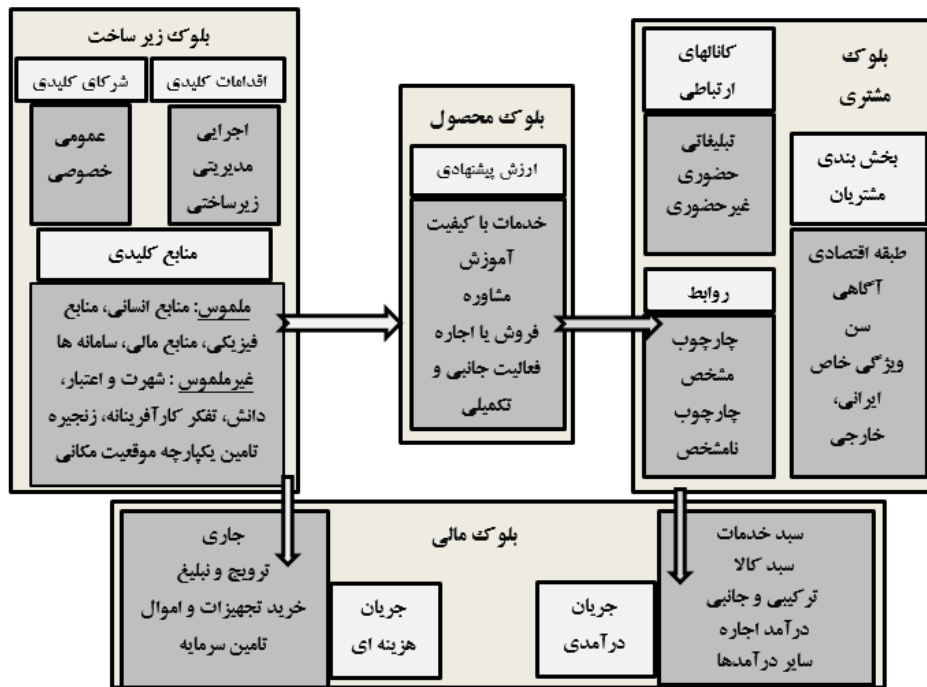 بلوک زیر ساخت
اقدامات کلیدی
شرکای کلیدی
اجرایی
مدیریتی
زیرساختی
عمومی
خصوصی
منابع کلیدی
ملموس: منابع انسانی، منابع
فیزیکی، منابع مالی، سامانه ها
غیرملموس : شهرت و اعتبار،
دانش، تفکر کارآفرینانه، زنجیره
تامین یکپارچه موقعیت مکانی
بلوک محصول
ارزش پیشنهادی
خدمات با کیفیت
آموزش
مشاوره
فروش یا اجاره
فعالیت جانبی و
تکمیلی
بلوک
مشتری
کانالهای
ارتباطی
تبلیغاتی
حضوری
غیرحضوری
بخش بندی
مشتریان
طبقه اقتصادی
آگاهی
سن
ویژگی خاص
ایرانی،
خارجی
روابط
چارچوب
مشخص
چارچوب
نامشخص
بلوک مالی
سبد خدمات
سبد کالا
ترکیبی و جانبی
درآمد اجاره
سایر درآمدها
جریان
درآمدی
جریان
هزینه ای
جاری
ترویج و نبلیغ
خرید تجهیزات و اموال
تامین سرمایه